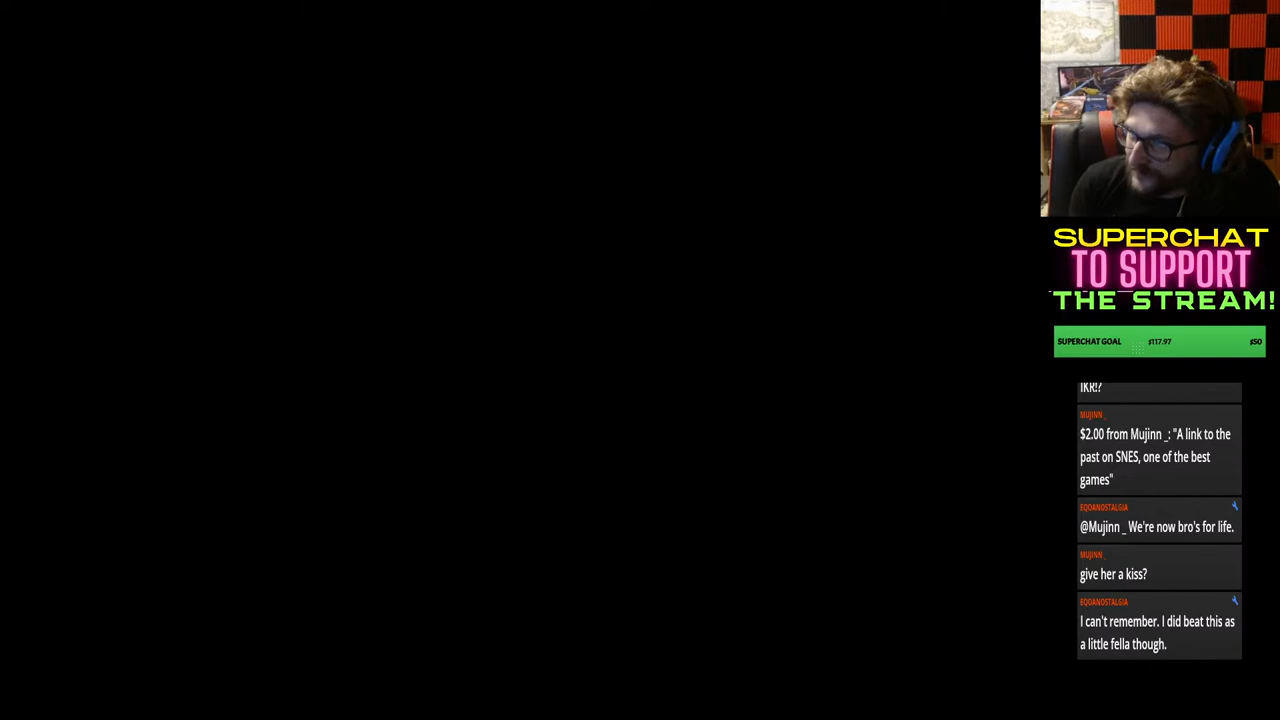 SUPERCHAT
TO SUPPORT
THE STREAM!
SUPERCHAT GOAL $117.97 $50
IKR!?
MUJINN _
$2.00 from Mujinn _: "A link to the
past on SNES, one of the best
games"
EQOANOSTALGIA
@Mujinn _ We're now bro's for life.
MUJINN _
give her a kiss?
EQOANOSTALGIA
I can't remember. I did beat this as
a little fella though.